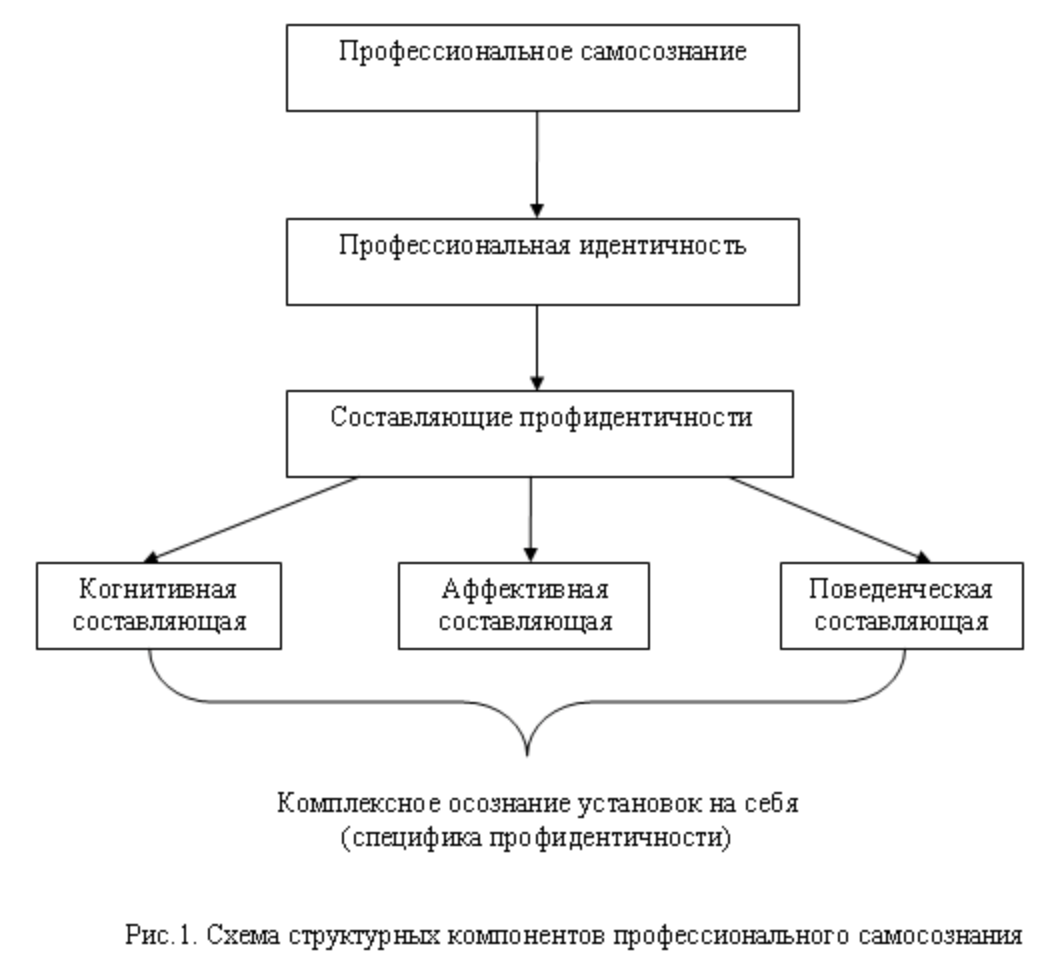 Профессиональное самосознание
Профессиональная идентичность
Составляющие профидентичности
Когнитивная
составляющая
Аффективная
составляющая
Поведенческая
составляющая
Комплексное осознание установок на себя
(специфика профидентичности)
Рис.1. Схема структурных компонентов профессионального самосознания